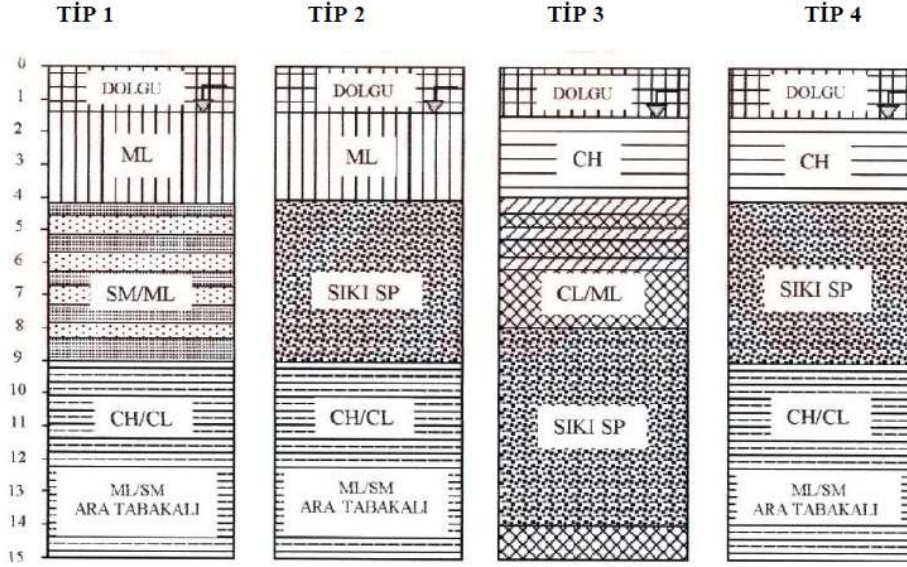 TİP 1 TİP 2 TİP 3 TİP 4
0
1
2
3
4
5
6
7
8
9
10
11
12
13
14
15
DOLGU
ML
SM/ML
CH/CL
ML/SM
ARA TABAKALI
DOLGU
ML
SIKI SP
CH/CL
ML/SM
ARA TABAKALI
DOLGU
CH
CL/ML
SIKI SP
DOLGU
CH
SIKI SP
CH/CL
ML/SM
ARA TABAKALI